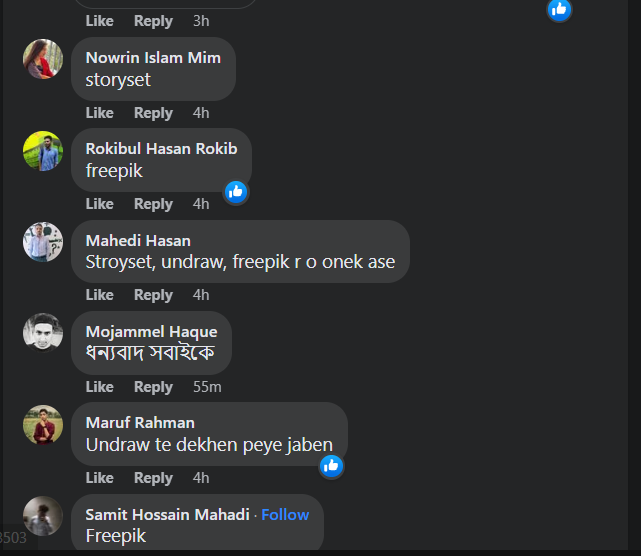 Like Reply 3h
Nowrin Islam Mim
storyset
Like Reply 4h
Rokibul Hasan Rokib
freepik
Like Reply 4h
Mahedi Hasan
Stroyset, undraw, freepik r o onek ase
Like Reply 4h
Mojammel Haque
ধন্যবাদ সবাইকে
Like Reply 55m
Maruf Rahman
Undraw te dekhen peye jaben
Like Reply 4h
Samit Hossain Mahadi · Follow
Freepik